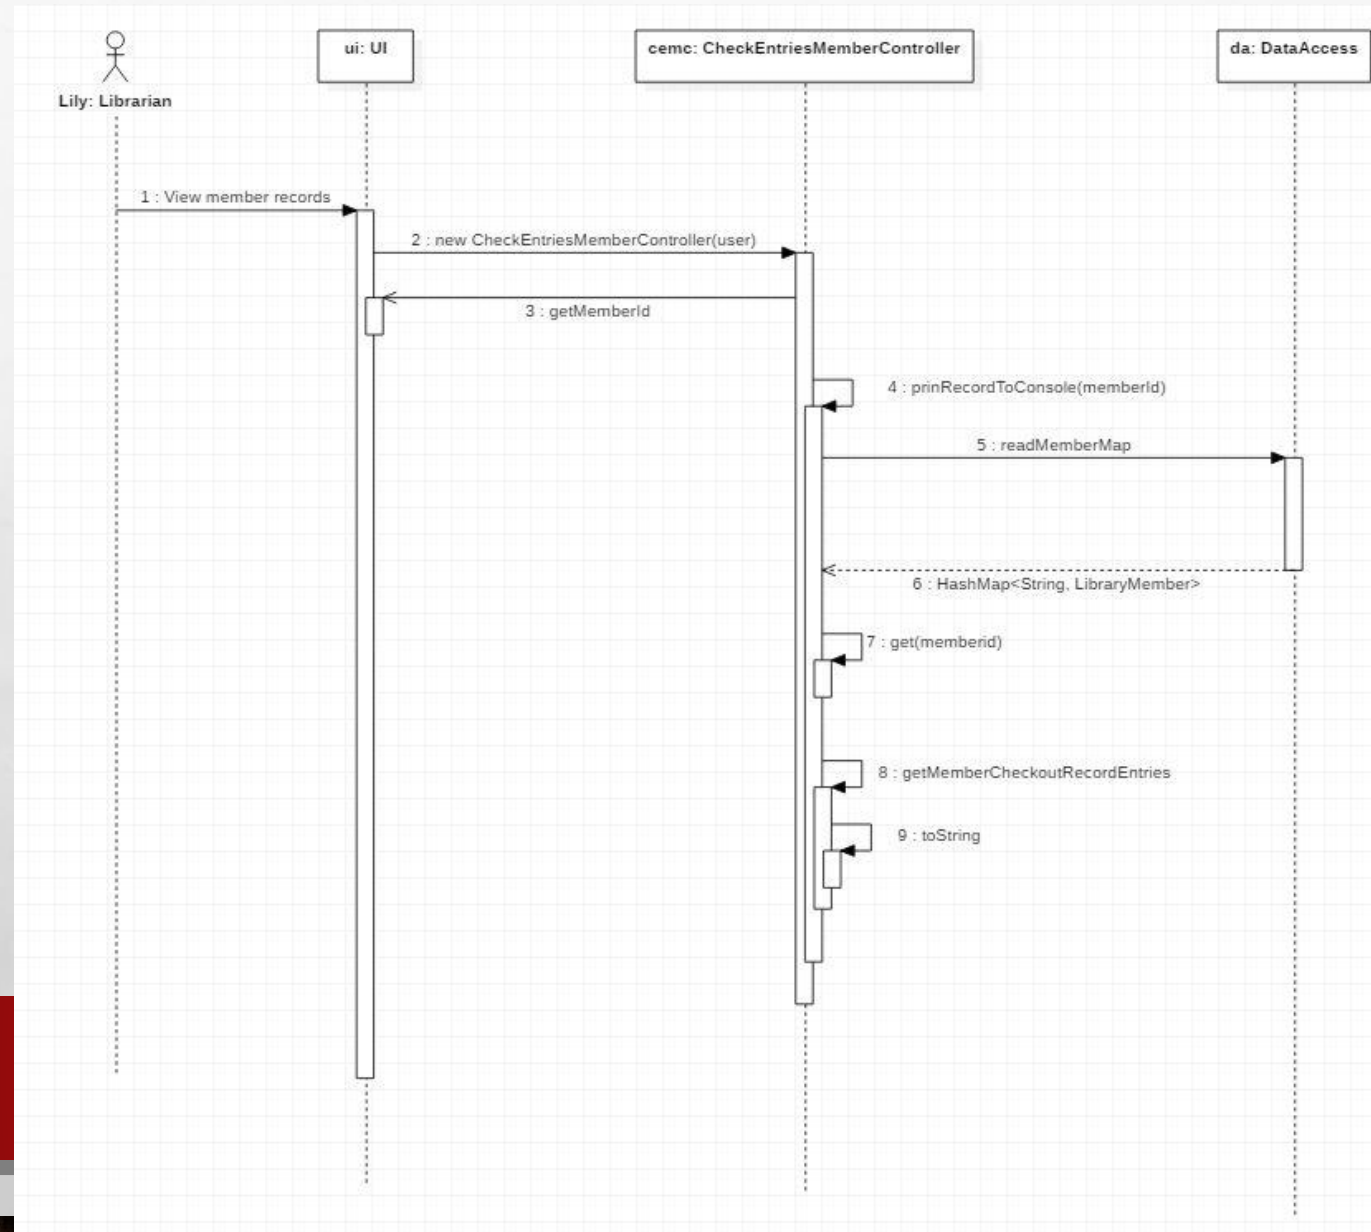 ui: UI
cemc: CheckEntriesMemberController
da: DataAccess
Lily: Librarian
1 : View member records
2 : new CheckEntriesMemberController(user)
3 : getMemberId
4 : prinRecordToConsole(memberId)
5 : readMemberMap
6 : HashMap<String, LibraryMember>
7 : get(memberid)
8 : getMemberCheckoutRecordEntries
9 : toString